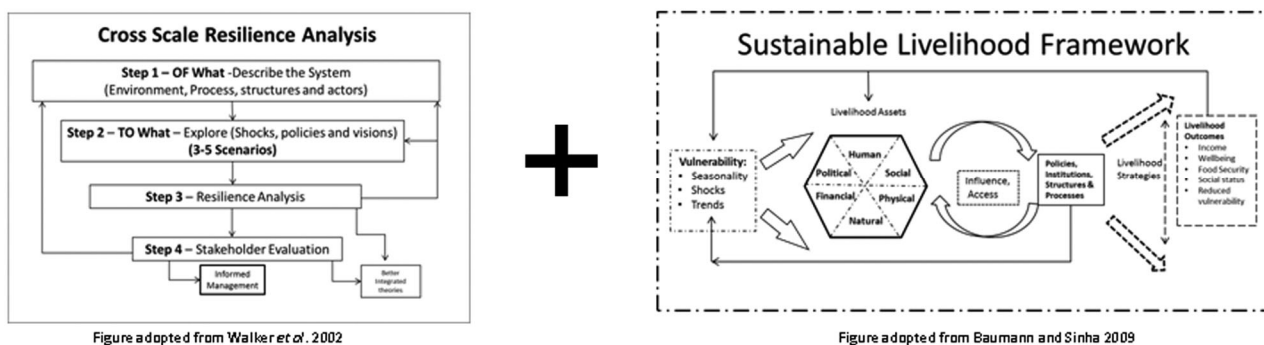 Cross Scale Resilience Analysis
Step 1 – OF What -Describe the System
(Environment, Process, structures and actors)
Step 2 – TO What – Explore (Shocks, policies and visions)
(3-5 Scenarios)
Step 3 – Resilience Analysis
Step 4 – Stakeholder Evaluation
Informed
Management
Better
Integrated
theories
Figure adopted from Walker et al. 2002
+
Sustainable Livelihood Framework
Livelihood Assets
Vulnerability:
• Seasonality
• Shocks
• Trends
Human
Political
Social
Financial
Physical
Natural
Influence,
Access
Policies,
Institutions,
Structures &
Processes
Livelihood
Strategies
Livelihood
Outcomes
• Income
• Wellbeing
• Food Security
• Social status
• Reduced
vulnerability
Figure adopted from Baumann and Sinha 2009